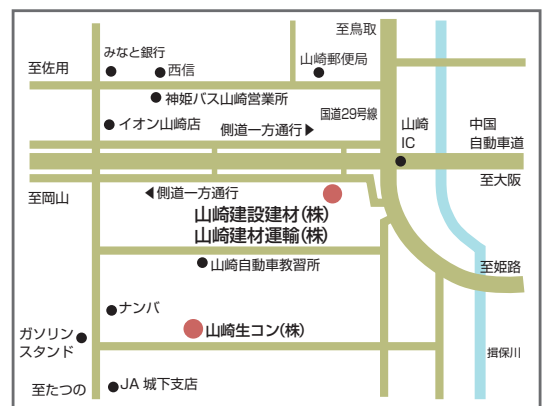 至鳥取
みなと銀行
西信
山崎郵便局
至佐用
神姫バス山崎営業所
国道29号線
イオン山崎店
側道一方通行▶
山崎
IC
中国
自動車道
至大阪
至岡山
◀側道一方通行
山崎建設建材(株)
山崎建材運輸(株)
山崎自動車教習所
至姫路
ナンバ
山崎生コン(株)
ガソリン
スタンド
揖保川
至たつの
JA 城下支店